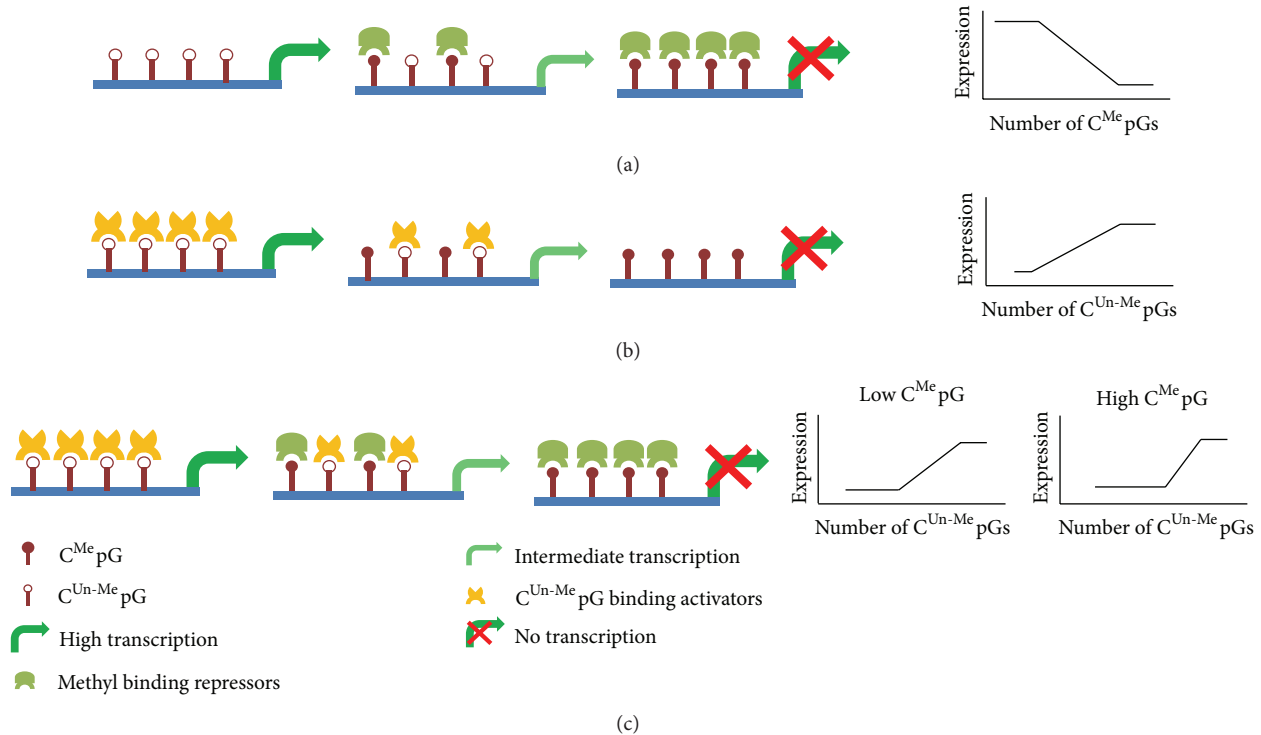 Expression
Number of C^Me pGs
(a)
Expression
Number of C^Un-Me pGs
(b)
Low C^Me pG
High C^Me pG
Expression
Expression
Number of C^Un-Me pGs
Number of C^Un-Me pGs
C^Me pG
C^Un-Me pG
High transcription
Methyl binding repressors
Intermediate transcription
C^Un-Me pG binding activators
No transcription
(c)